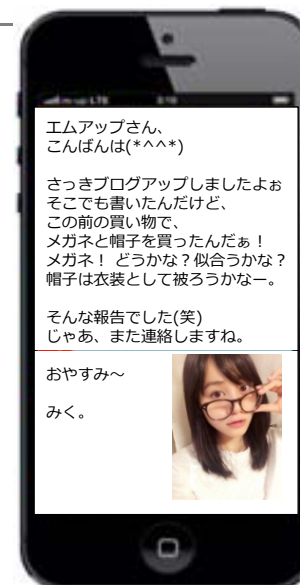 エムアップさん、
こんばんは(*^^*)
さっきブログアップしましたよぉ
そこでも書いたんだけど、
この前の買い物で、
メガネと帽子を買ったんだぁ！
メガネ！ どうかな？似合うかな？
帽子は衣装として被ろうかなー。
そんな報告でした(笑)
じゃあ、また連絡しますね。
おやすみ～
みく。